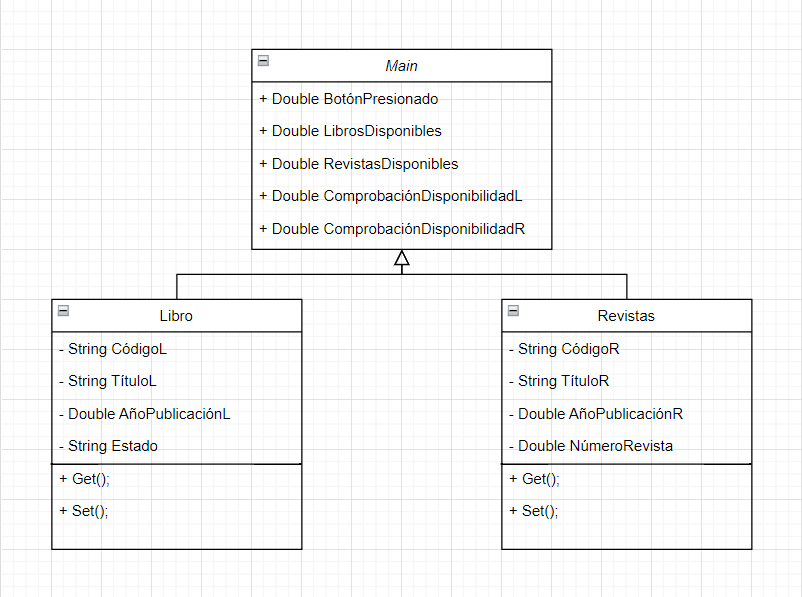 Main
+ Double BotónPresionado
+ Double LibrosDisponibles
+ Double RevistasDisponibles
+ Double ComprobaciónDisponibilidadL
+ Double ComprobaciónDisponibilidadR
Libro
- String CódigoL
- String TítuloL
- Double AñoPublicaciónL
- String Estado
+ Get();
+ Set();
Revistas
- String CódigoR
- String TítuloR
- Double AñoPublicaciónR
- Double NúmeroRevista
+ Get();
+ Set();